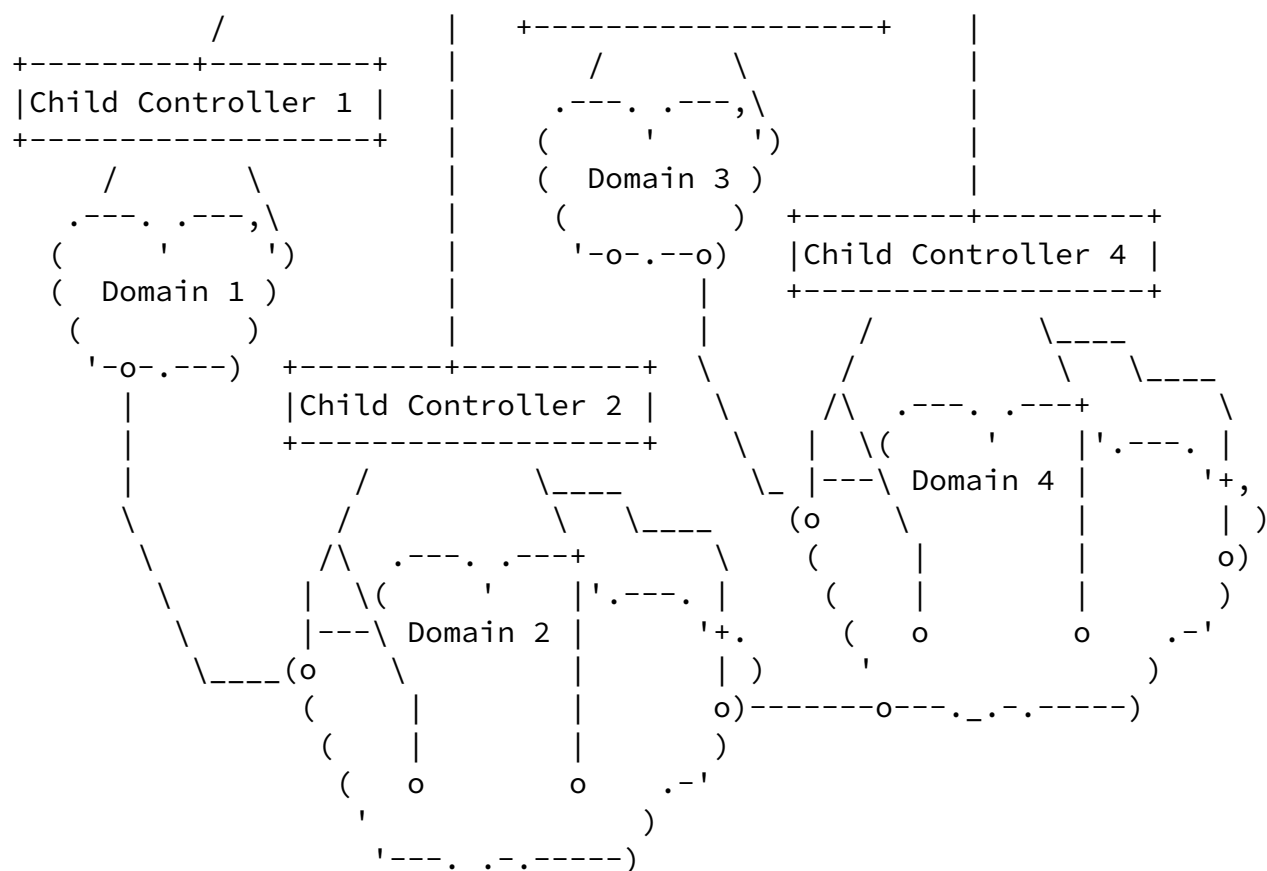 Child Controller 1
Domain 3
Child Controller 4
Domain 1
Child Controller 2
Domain 4
Domain 2